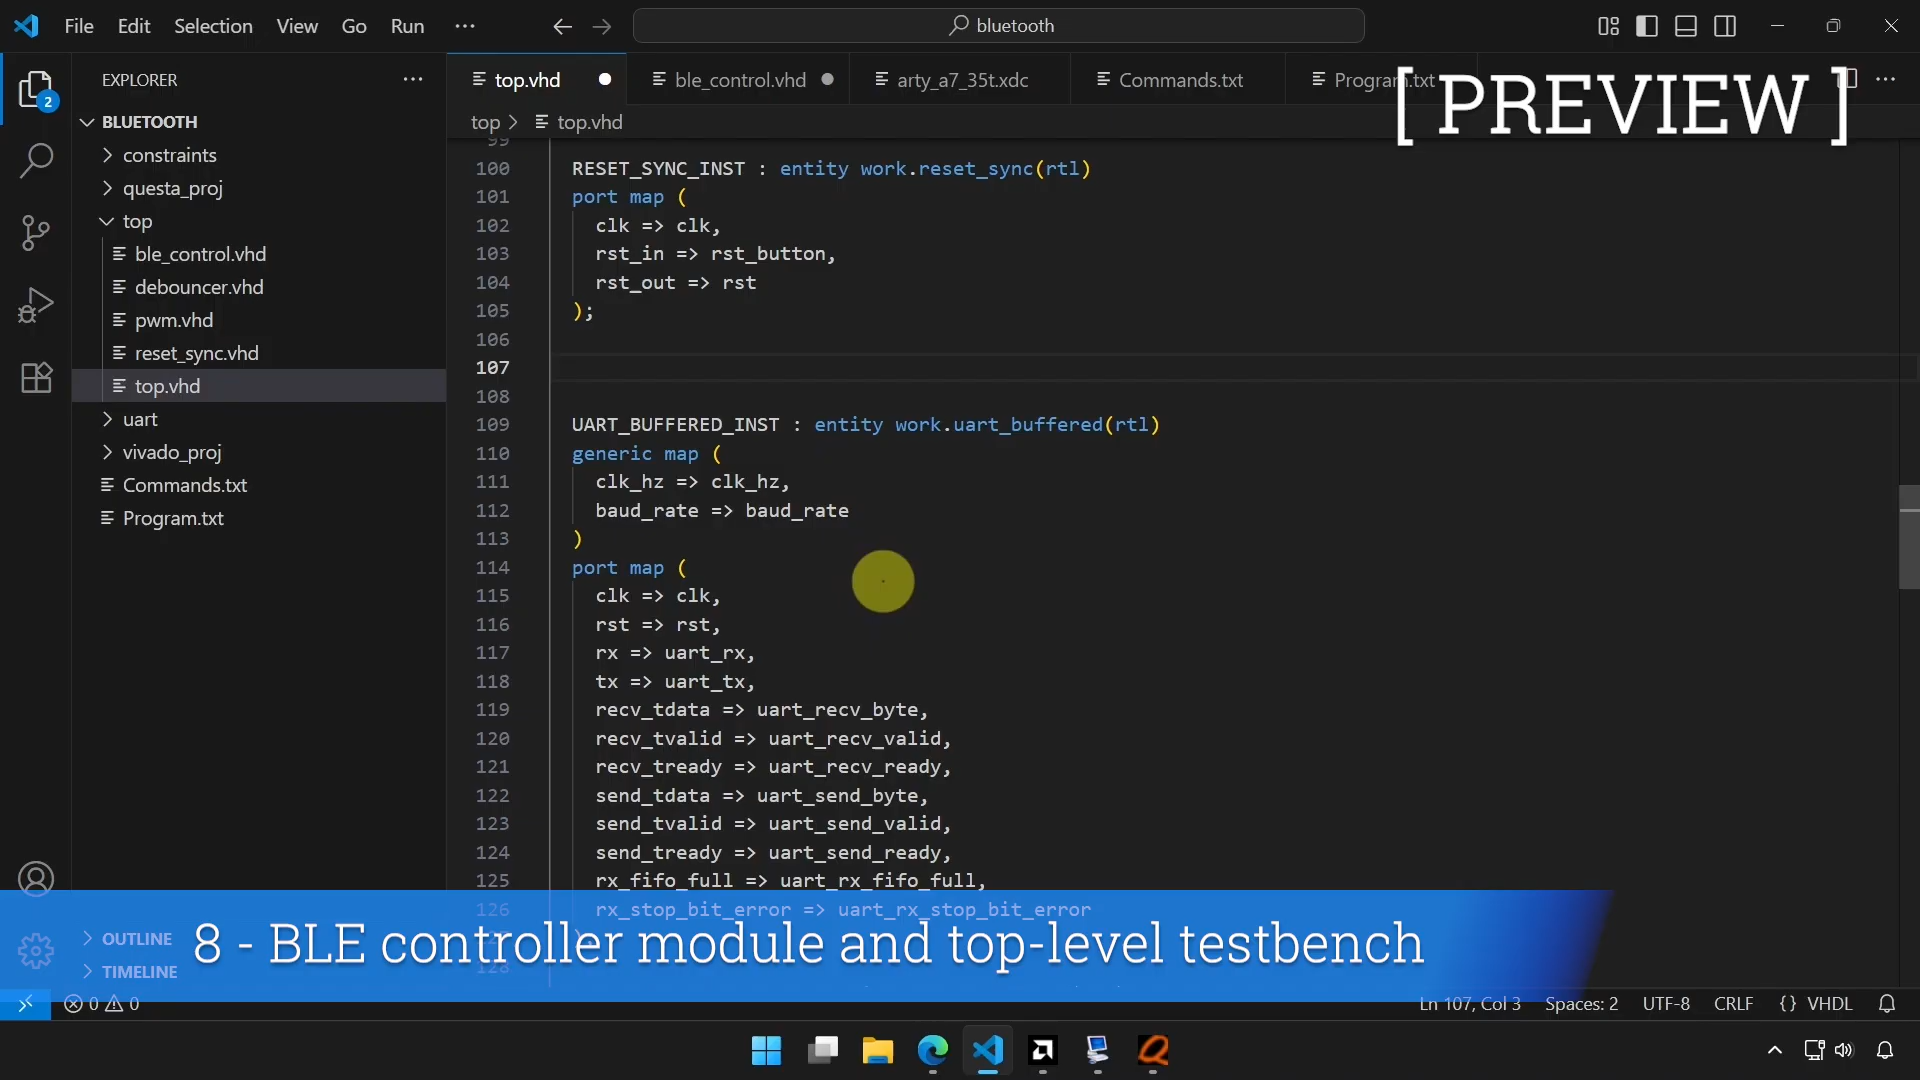 File Edit Selection View Go Run ··· bluetooth
EXPLORER ···
top.vhd ble_control.vhd arty_a7_35t.xdc Commands.txt Program.txt ···
[ PREVIEW ]
top > top.vhd
2
BLUETOOTH
constraints
questa_proj
top
ble_control.vhd
debouncer.vhd
pwm.vhd
reset_sync.vhd
top.vhd
uart
vivado_proj
Commands.txt
Program.txt
OUTLINE
TIMELINE
99
100 RESET_SYNC_INST : entity work.reset_sync(rtl)
101 port map (
102 clk => clk,
103 rst_in => rst_button,
104 rst_out => rst
105 );
106
107
108
109 UART_BUFFERED_INST : entity work.uart_buffered(rtl)
110 generic map (
111 clk_hz => clk_hz,
112 baud_rate => baud_rate
113 )
114 port map (
115 clk => clk,
116 rst => rst,
117 rx => uart_rx,
118 tx => uart_tx,
119 recv_tdata => uart_recv_byte,
120 recv_tvalid => uart_recv_valid,
121 recv_tready => uart_recv_ready,
122 send_tdata => uart_send_byte,
123 send_tvalid => uart_send_valid,
124 send_tready => uart_send_ready,
125 rx_fifo_full => uart_rx_fifo_full,
126 rx_stop_bit_error => uart_rx_stop_bit_error
8 - BLE controller module and top-level testbench
0 0 Ln 107, Col 3 Spaces: 2 UTF-8 CRLF {} VHDL